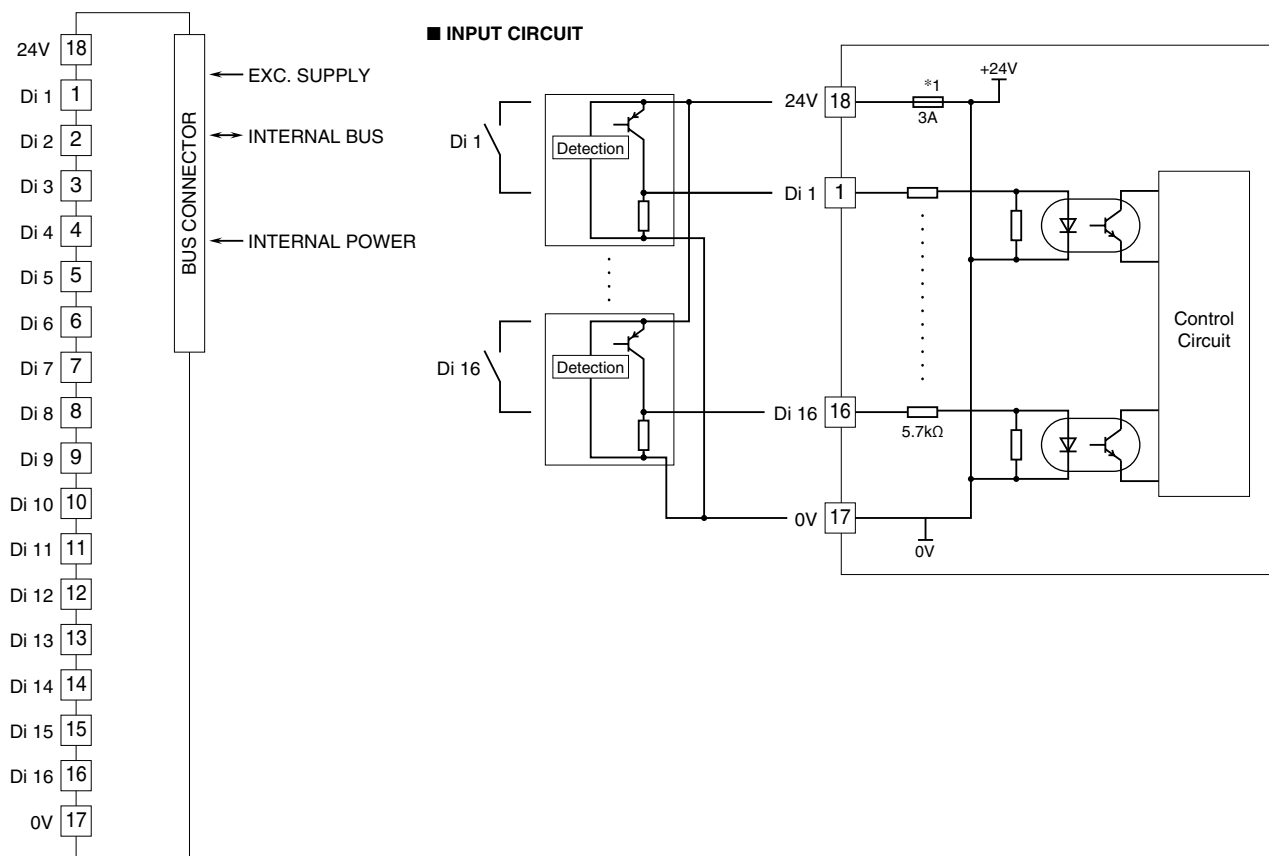 24V 18
Di 1 1
Di 2 2
Di 3 3
Di 4 4
Di 5 5
Di 6 6
Di 7 7
Di 8 8
Di 9 9
Di 10 10
Di 11 11
Di 12 12
Di 13 13
Di 14 14
Di 15 15
Di 16 16
0V 17
BUS CONNECTOR
EXC. SUPPLY
INTERNAL BUS
INTERNAL POWER
■ INPUT CIRCUIT
Di 1
Detection
Di 16
Detection
24V 18
*1
3A
+24V
Di 1 1
Di 16 16
5.7kΩ
0V 17
0V
Control
Circuit